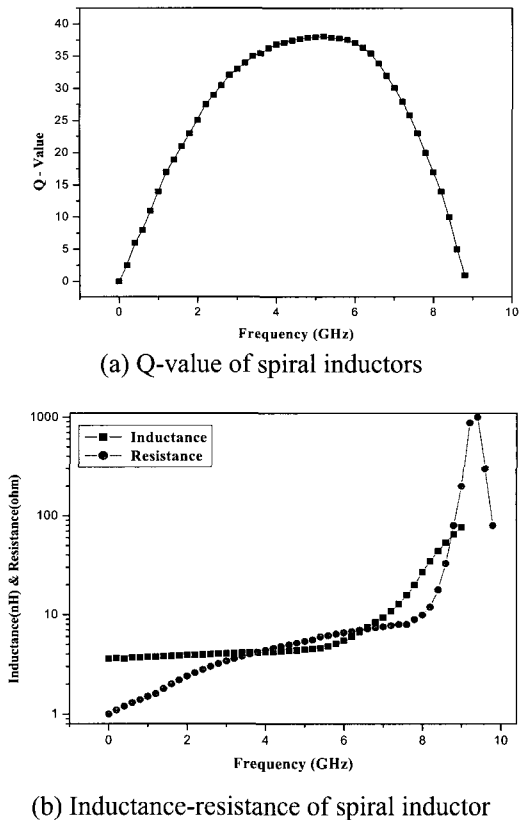 40
35
30
25
20
15
10
5
0
Q - Value
0 2 4 6 8 10
Frequency (GHz)
(a) Q-value of spiral inductors
1000
100
10
1
Inductance(nH) & Resistance(ohm)
Inductance
Resistance
0 2 4 6 8 10
Frequency (GHz)
(b) Inductance-resistance of spiral inductor